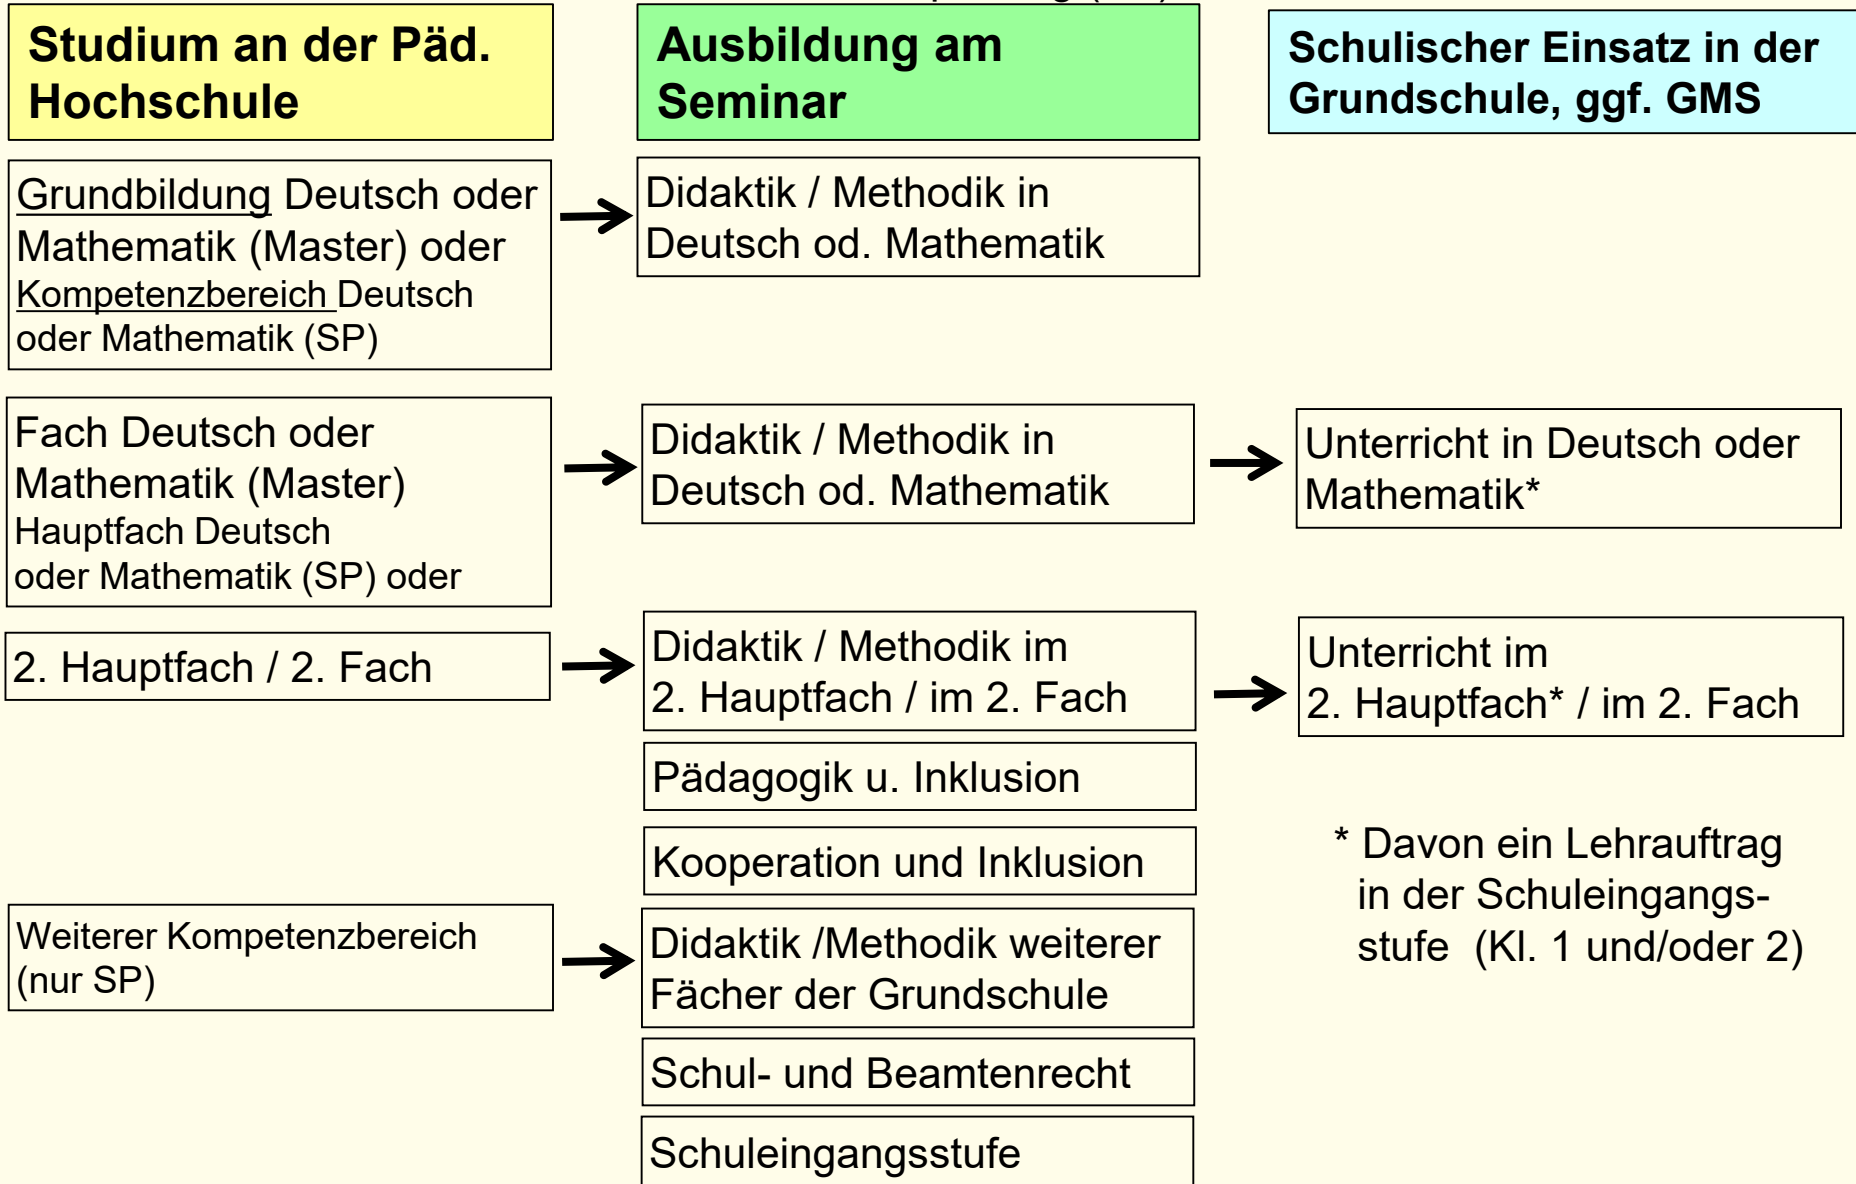 Studium an der Päd.
Hochschule
Ausbildung am
Seminar
Schulischer Einsatz in der
Grundschule, ggf. GMS
Grundbildung Deutsch oder
Mathematik (Master) oder
Kompetenzbereich Deutsch
oder Mathematik (SP)
Didaktik / Methodik in
Deutsch od. Mathematik
Fach Deutsch oder
Mathematik (Master)
Hauptfach Deutsch
oder Mathematik (SP) oder
Didaktik / Methodik in
Deutsch od. Mathematik
Unterricht in Deutsch oder
Mathematik*
2. Hauptfach / 2. Fach
Didaktik / Methodik im
2. Hauptfach / im 2. Fach
Unterricht im
2. Hauptfach* / im 2. Fach
Pädagogik u. Inklusion
Kooperation und Inklusion
* Davon ein Lehrauftrag
in der Schuleingangs-
stufe (Kl. 1 und/oder 2)
Weiterer Kompetenzbereich
(nur SP)
Didaktik /Methodik weiterer
Fächer der Grundschule
Schul- und Beamtenrecht
Schuleingangsstufe